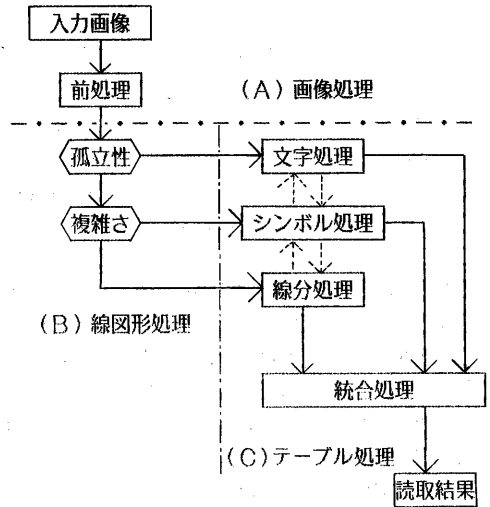 入力画像
前処理
(A) 画像処理
孤立性
文字処理
複雑さ
シンボル処理
線分処理
(B) 線図形処理
統合処理
(C) テーブル処理
読取結果